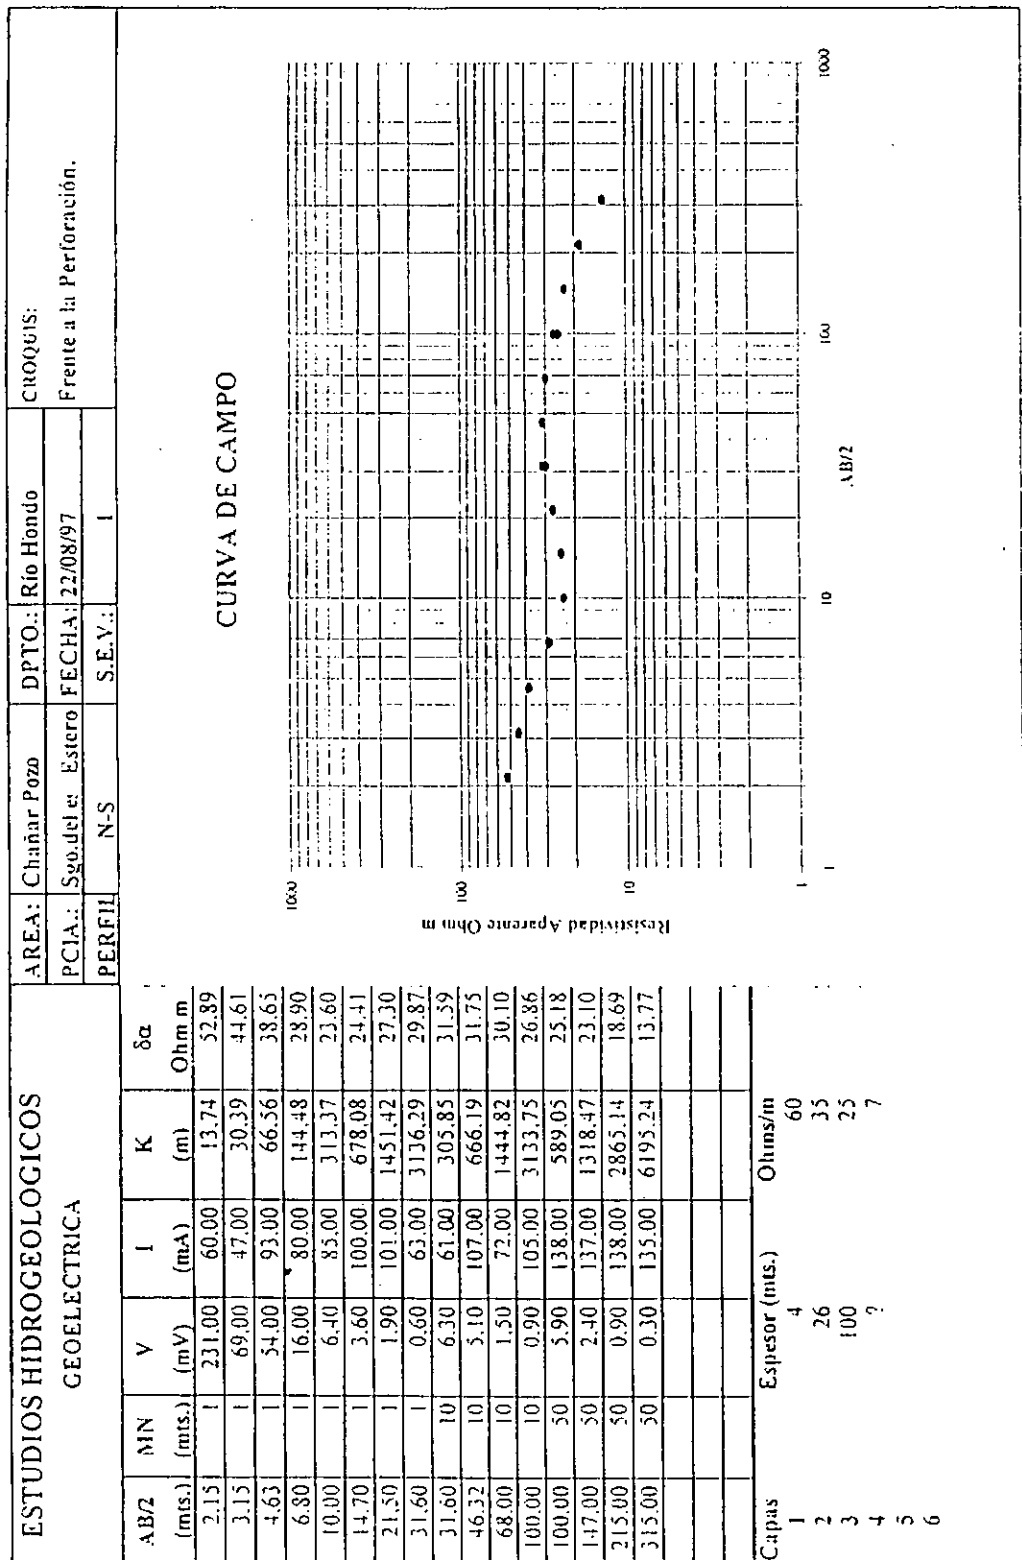 ESTUDIOS HIDROGEOLOGICOS
GEOELECTRICA
AREA: Chañar Pozo DPTO.: Río Hondo CROQUIS:
PCIA.: Sgo.del e: Estero FECHA: 22/08/97 Frente a la Perforación.
PERFIL N-S S.E.V.: 1
AB/2 MN V I K δα
(mts.) (mts.) (mV) (mA) (m) Ohm m
2.15 1 231.00 60.00 13.74 52.89
3.15 1 69.00 47.00 30.39 44.61
4.63 1 54.00 93.00 66.56 38.65
6.80 1 16.00 80.00 144.48 28.90
10.00 1 6.40 85.00 313.37 23.60
14.70 1 3.60 100.00 678.08 24.41
21.50 1 1.90 101.00 1451.42 27.30
31.60 1 0.60 63.00 3136.29 29.87
31.60 10 6.30 61.00 305.85 31.59
46.32 10 5.10 107.00 666.19 31.75
68.00 10 1.50 72.00 1444.82 30.10
100.00 10 0.90 105.00 3133.75 26.86
100.00 50 5.90 138.00 589.05 25.18
147.00 50 2.40 137.00 1318.47 23.10
215.00 50 0.90 138.00 2865.14 18.69
315.00 50 0.30 135.00 6195.24 13.77
Capas Espesor (mts.) Ohms/m
1 4 60
2 26 35
3 100 25
4 ? ?
5
6
CURVA DE CAMPO
Resistividad Aparente Ohm m
1000
100
10
1
1 10 100 1000
AB/2